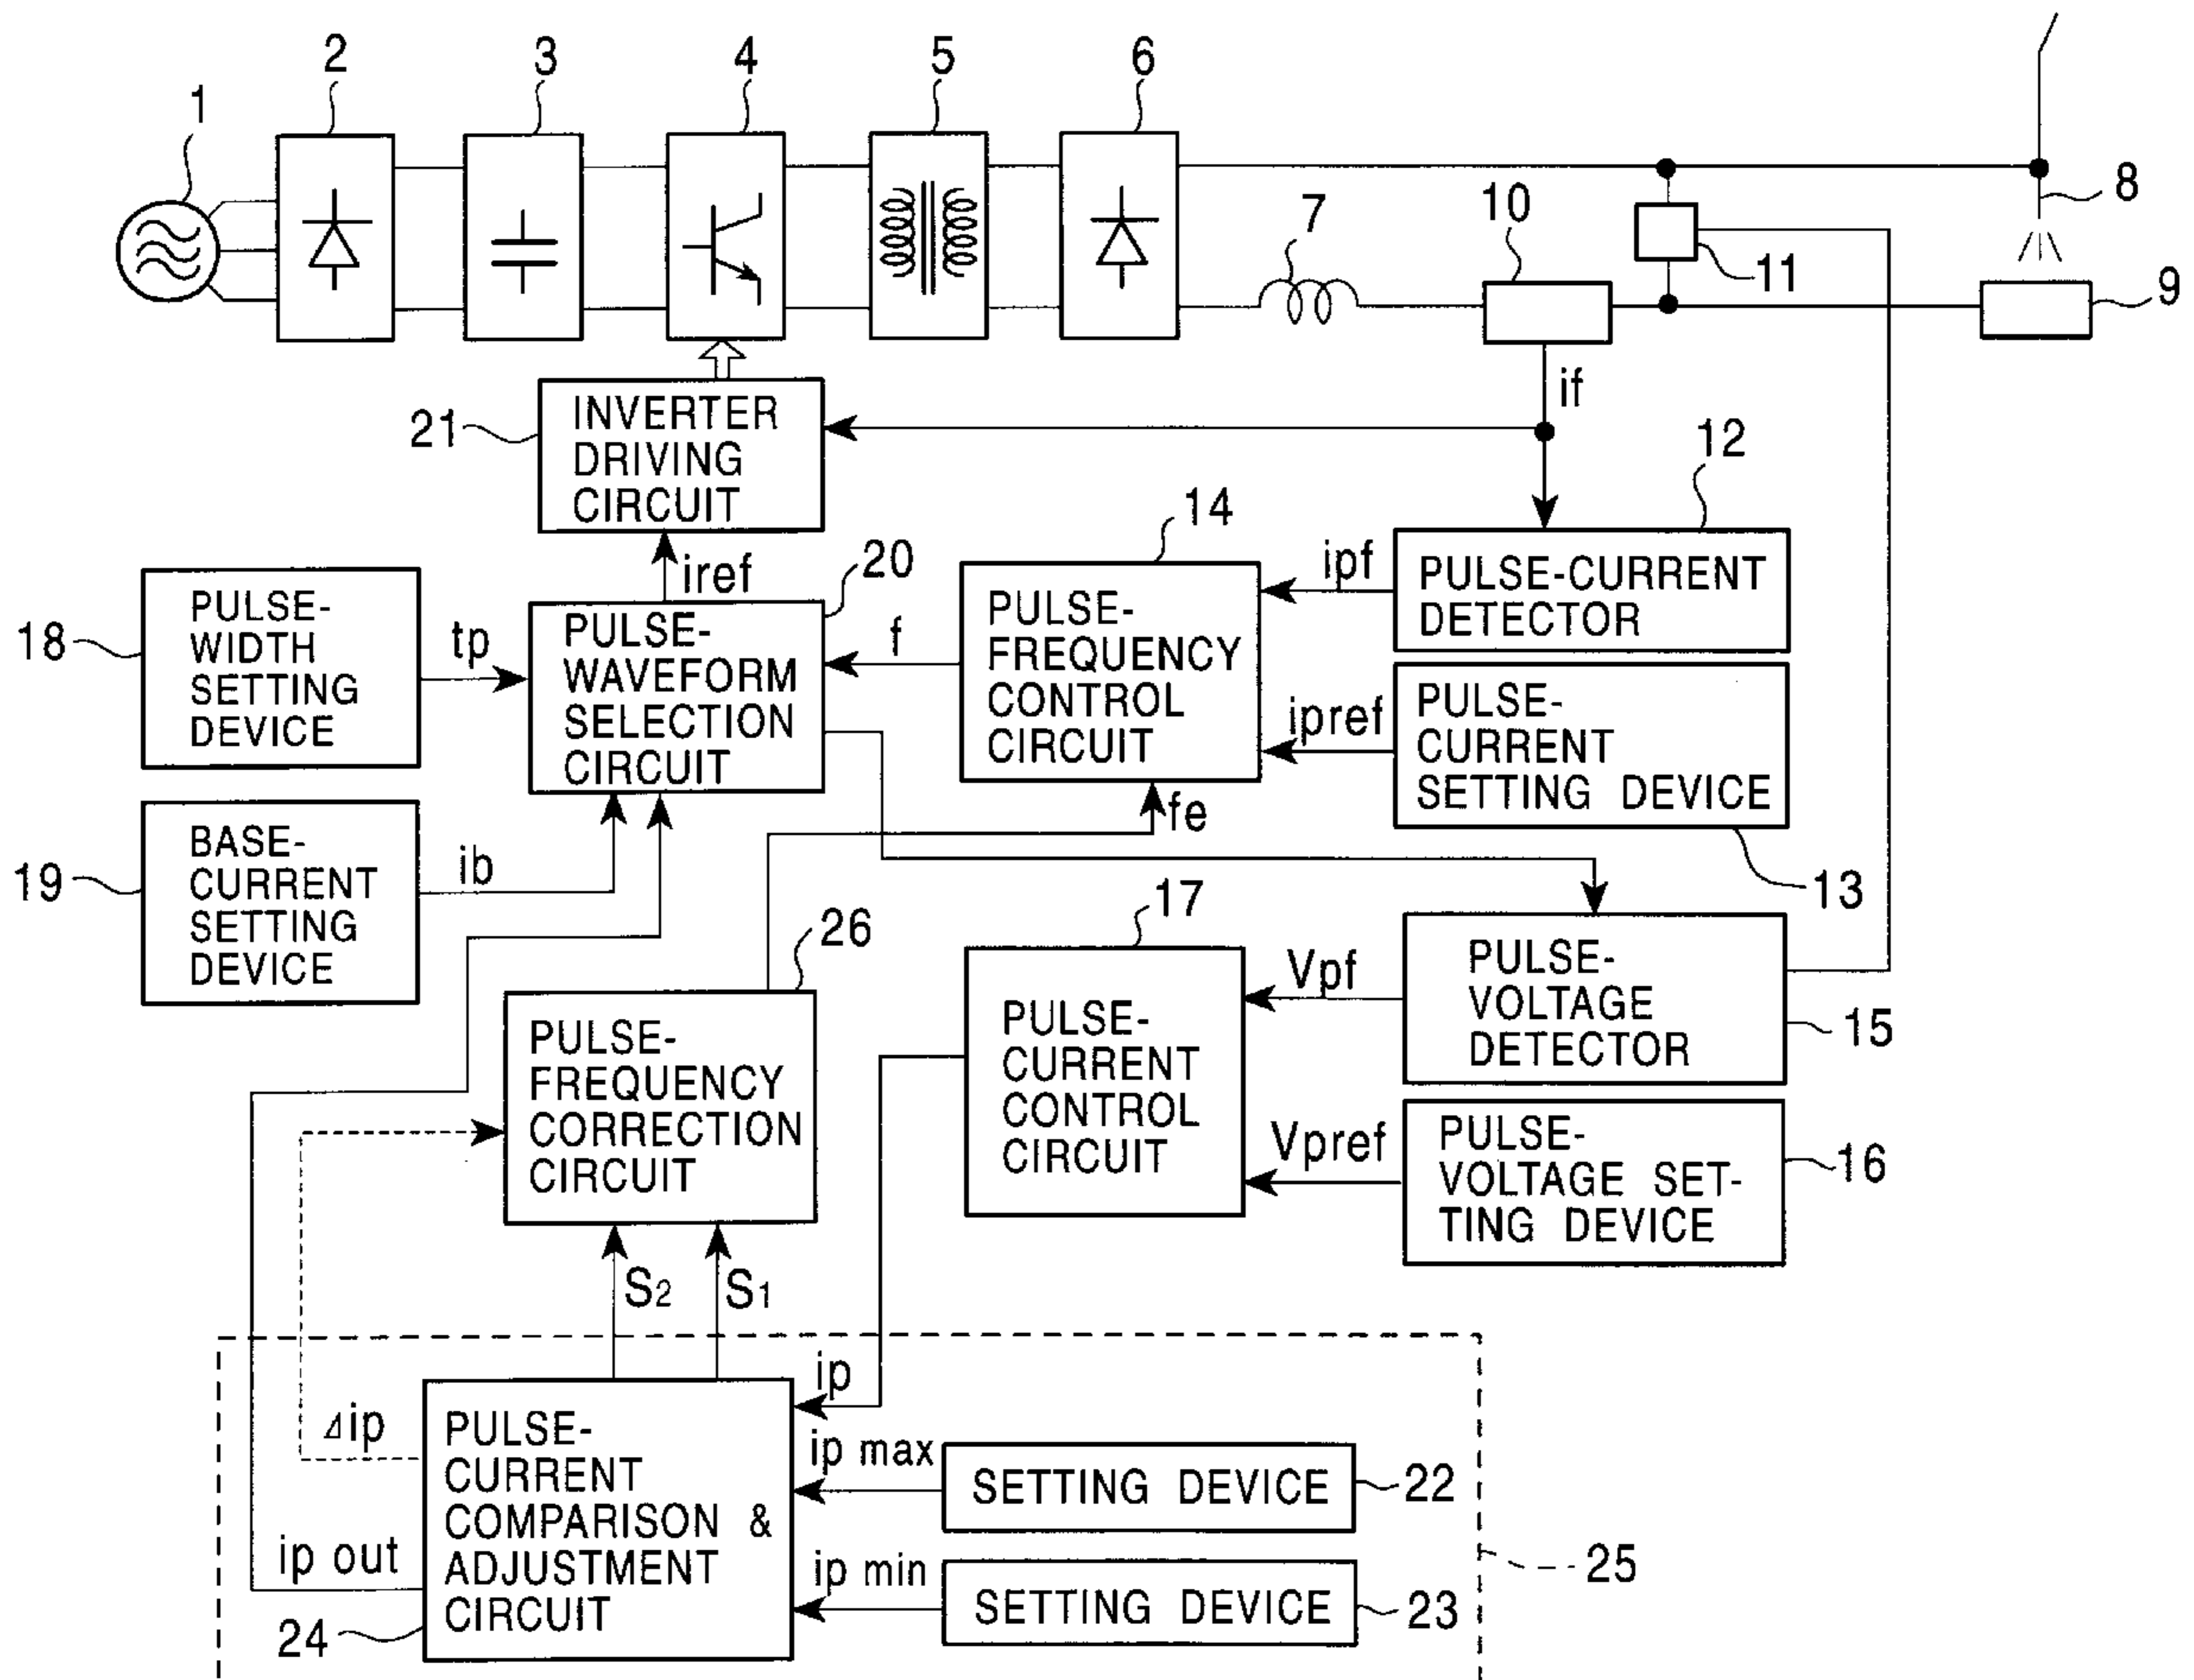 1
2
3
4
5
6
7
8
9
10
11
if
INVERTER
DRIVING
CIRCUIT
21
12
PULSE-CURRENT
DETECTOR
ipf
14
PULSE-
FREQUENCY
CONTROL
CIRCUIT
ipref
PULSE-
CURRENT
SETTING DEVICE
13
iref
20
PULSE-
WAVEFORM
SELECTION
CIRCUIT
f
tp
18
PULSE-
WIDTH
SETTING
DEVICE
19
BASE-
CURRENT
SETTING
DEVICE
ib
fe
26
PULSE-
FREQUENCY
CORRECTION
CIRCUIT
17
PULSE-
CURRENT
CONTROL
CIRCUIT
Vpf
PULSE-
VOLTAGE
DETECTOR
15
Vpref
PULSE-
VOLTAGE SET-
TING DEVICE
16
S2
S1
ip
⊿ip
PULSE-
CURRENT
COMPARISON &
ADJUSTMENT
CIRCUIT
24
ip out
ip max
SETTING DEVICE
22
ip min
SETTING DEVICE
23
25